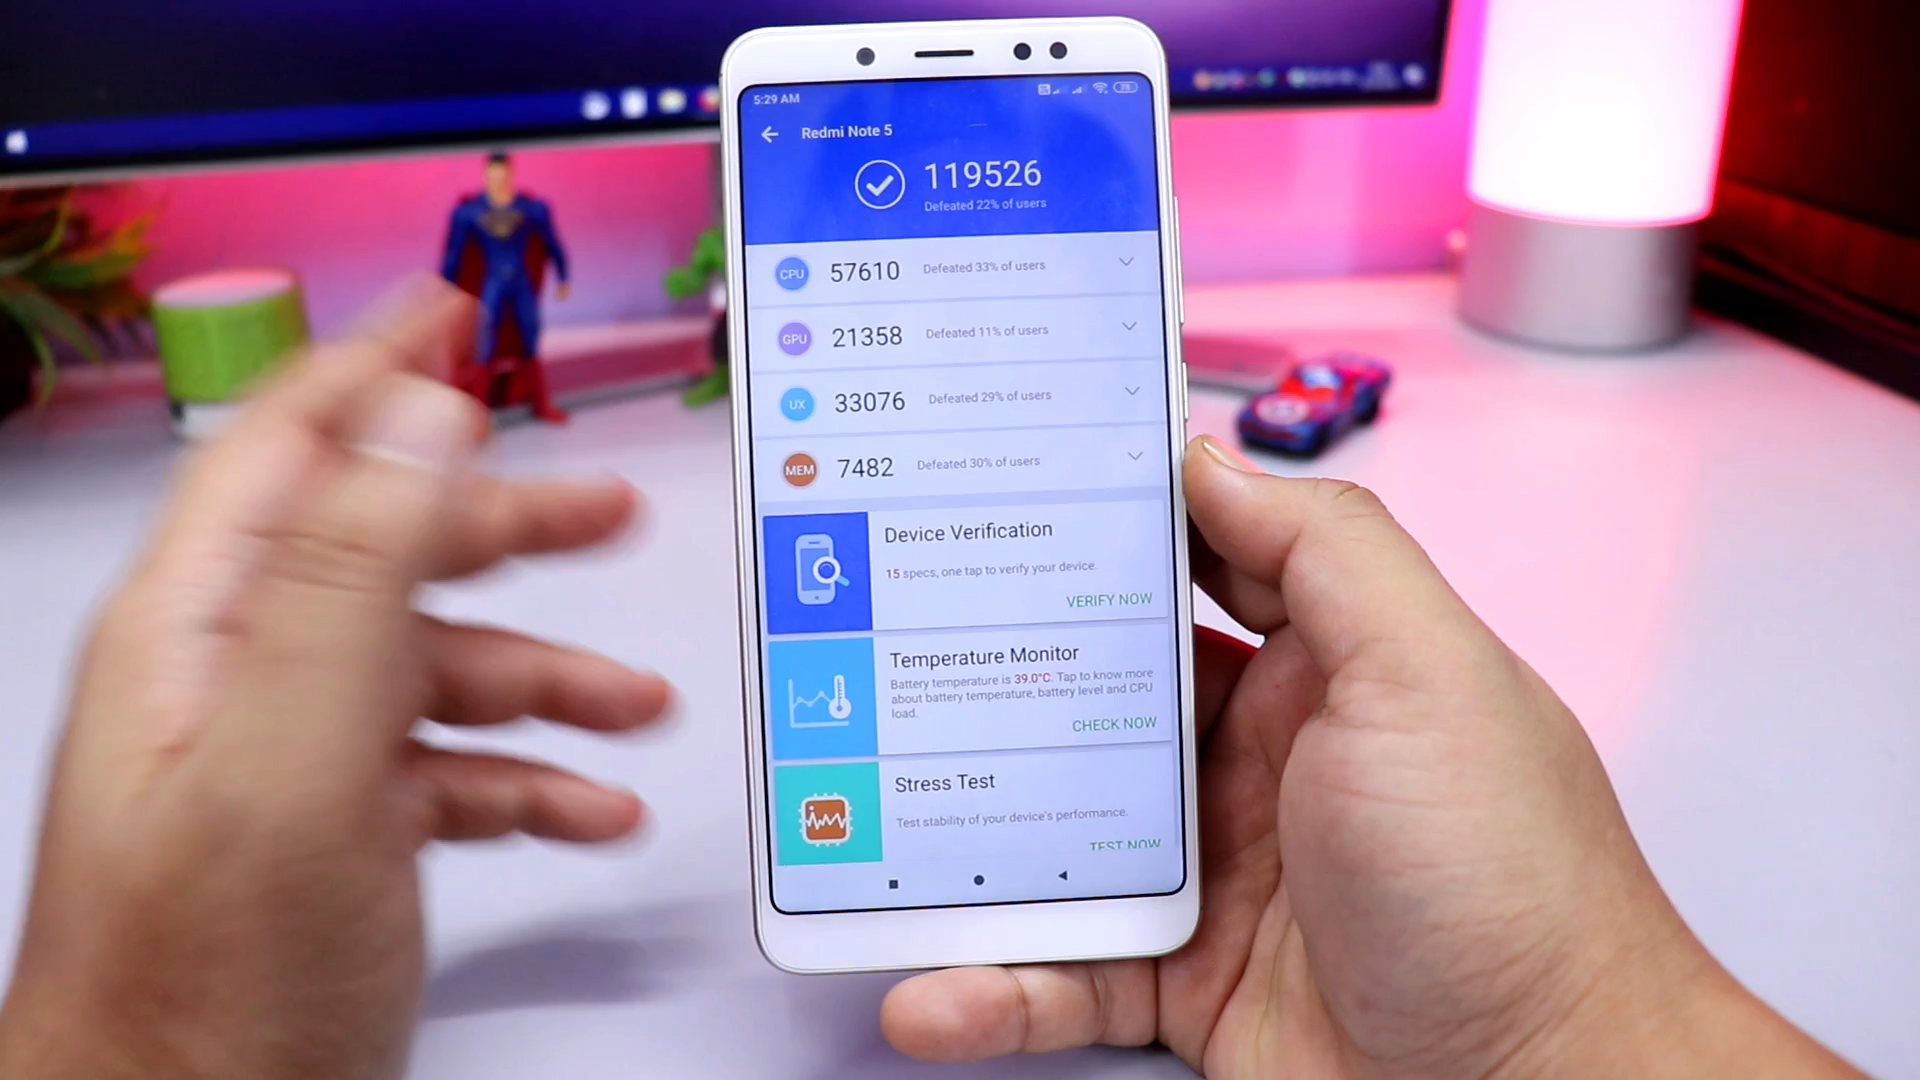 5:29 AM
Redmi Note 5
119526
Defeated 22% of users
CPU 57610 Defeated 33% of users
GPU 21358 Defeated 11% of users
UX 33076 Defeated 29% of users
MEM 7482 Defeated 30% of users
Device Verification
15 specs, one tap to verify your device.
VERIFY NOW
Temperature Monitor
Battery temperature is 39.0°C. Tap to know more
about battery temperature, battery level and CPU
load.
CHECK NOW
Stress Test
Test stability of your device's performance.
TEST NOW